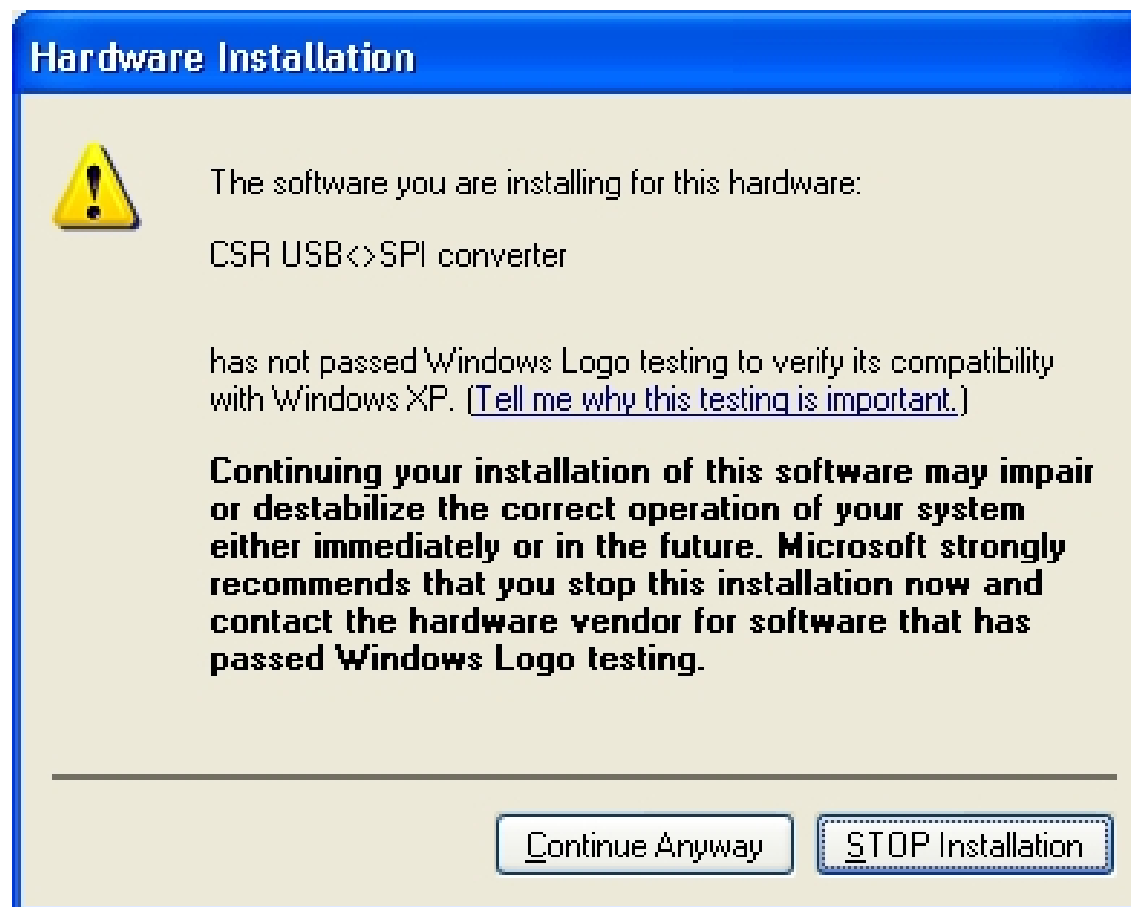 Hardware Installation
The software you are installing for this hardware:
CSR USB<>SPI converter
has not passed Windows Logo testing to verify its compatibility
with Windows XP. (Tell me why this testing is important.)
Continuing your installation of this software may impair
or destabilize the correct operation of your system
either immediately or in the future. Microsoft strongly
recommends that you stop this installation now and
contact the hardware vendor for software that has
passed Windows Logo testing.
Continue Anyway
STOP Installation